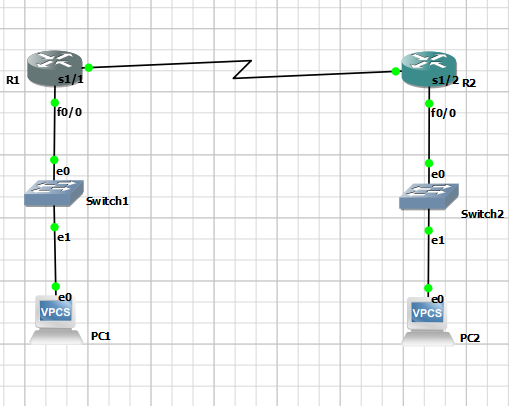 R1
s1/1
s1/2
R2
f0/0
f0/0
e0
e0
Switch1
Switch2
e1
e1
e0
e0
VPCS
VPCS
PC1
PC2